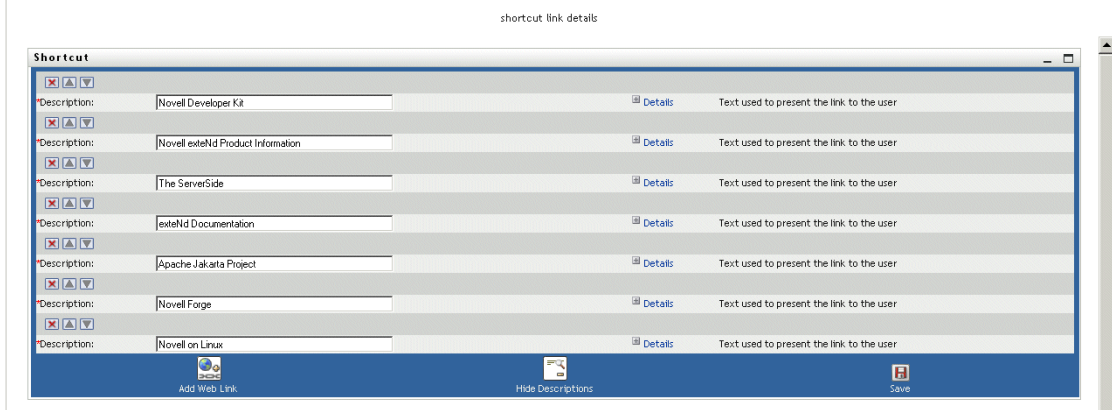 shortcut link details
Shortcut
*Description: Novell Developer Kit Details Text used to present the link to the user
*Description: Novell exteNd Product Information Details Text used to present the link to the user
*Description: The ServerSide Details Text used to present the link to the user
*Description: exteNd Documentation Details Text used to present the link to the user
*Description: Apache Jakarta Project Details Text used to present the link to the user
*Description: Novell Forge Details Text used to present the link to the user
*Description: Novell on Linux Details Text used to present the link to the user
Add Web Link Hide Descriptions Save